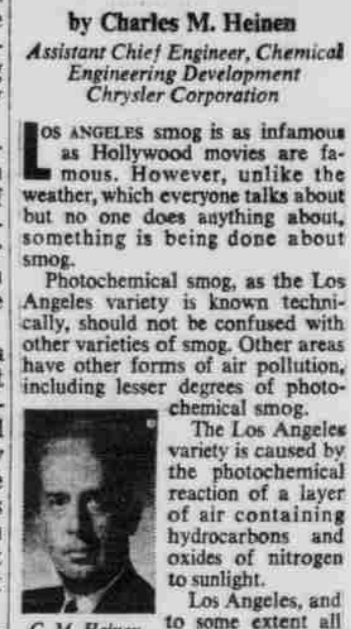 by Charles M. Heinen
Assistant Chief Engineer, Chemical
Engineering Development
Chrysler Corporation
LOS ANGELES smog is as infamous
as Hollywood movies are fa-
mous. However, unlike the
weather, which everyone talks about
but no one does anything about,
something is being done about
smog.
Photochemical smog, as the Los
Angeles variety is known techni-
cally, should not be confused with
other varieties of smog. Other areas
have other forms of air pollution,
including lesser degrees of photo-
chemical smog.
The Los Angeles
variety is caused by
the photochemical
reaction of a layer
of air containing
hydrocarbons and
oxides of nitrogen
to sunlight.
Los Angeles, and
to some extent all
C. M. Heinen